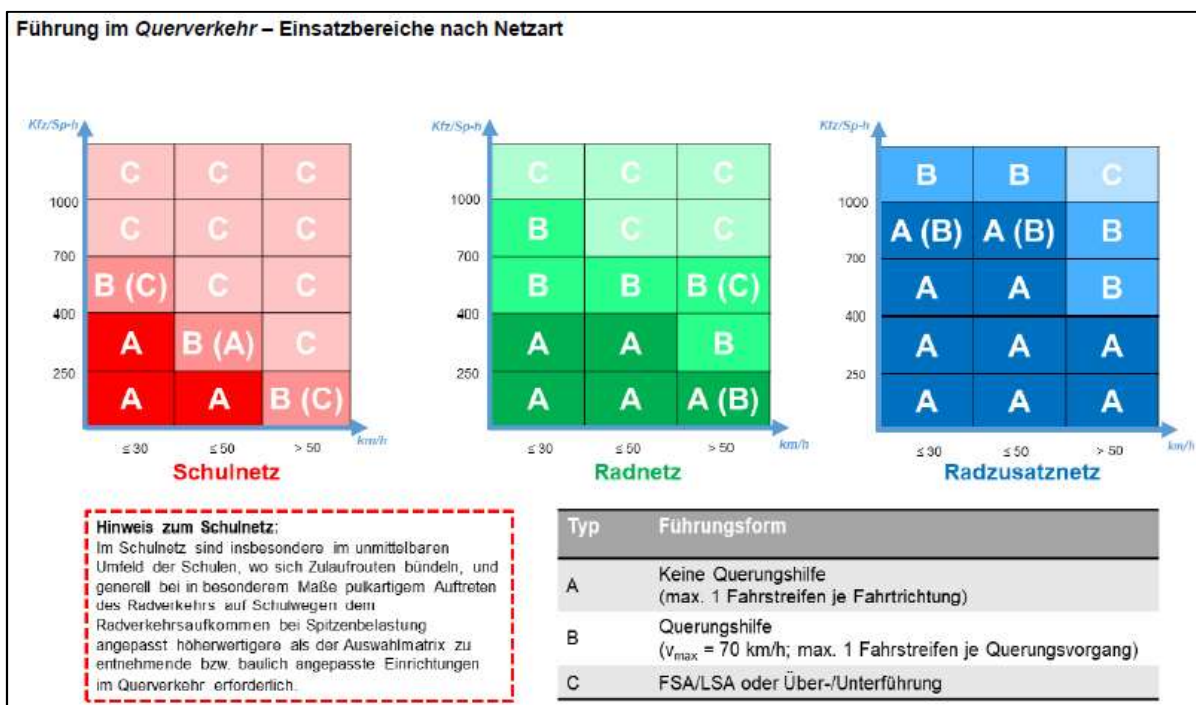 Führung im Querverkehr – Einsatzbereiche nach Netzart
Kfz/Sp-h
C C C
1000
C C C
700
B (C) C C
400
A B (A) C
250
A A B (C)
km/h
≤ 30 ≤ 50 > 50
Schulnetz
Kfz/Sp-h
C C C
1000
B C C
700
B B B (C)
400
A A B
250
A A A (B)
km/h
≤ 30 ≤ 50 > 50
Radnetz
Kfz/Sp-h
B B C
1000
A (B) A (B) B
700
A A B
400
A A A
250
A A A
km/h
≤ 30 ≤ 50 > 50
Radzusatznetz
Hinweis zum Schulnetz:
Im Schulnetz sind insbesondere im unmittelbaren
Umfeld der Schulen, wo sich Zulaufrouten bündeln, und
generell bei in besonderem Maße pulkartigem Auftreten
des Radverkehrs auf Schulwegen dem
Radverkehrsaufkommen bei Spitzenbelastung
angepasst höherwertigere als der Auswahlmatrix zu
entnehmende bzw. baulich angepasste Einrichtungen
im Querverkehr erforderlich.
Typ Führungsform
A Keine Querungshilfe
(max. 1 Fahrstreifen je Fahrtrichtung)
B Querungshilfe
(vmax = 70 km/h; max. 1 Fahrstreifen je Querungsvorgang)
C FSA/LSA oder Über-/Unterführung